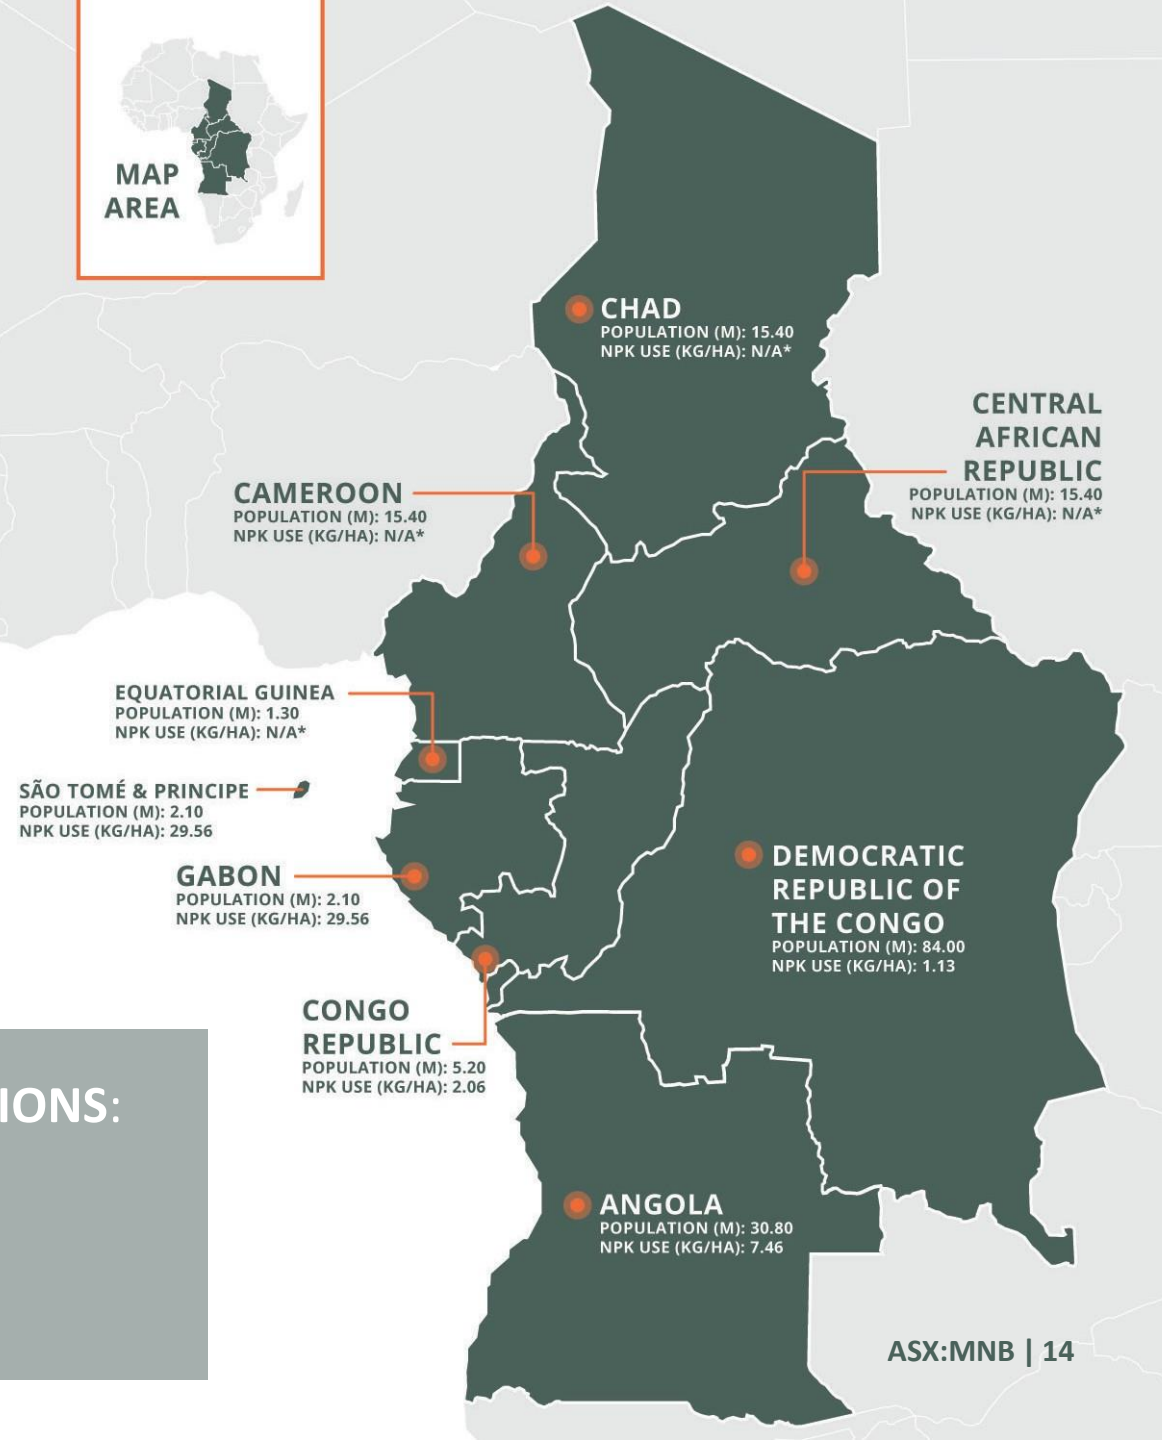 MAP
AREA
CHAD
POPULATION (M): 15.40
NPK USE (KG/HA): N/A*
CENTRAL
AFRICAN
REPUBLIC
POPULATION (M): 15.40
NPK USE (KG/HA): N/A*
CAMEROON
POPULATION (M): 15.40
NPK USE (KG/HA): N/A*
EQUATORIAL GUINEA
POPULATION (M): 1.30
NPK USE (KG/HA): N/A*
SÃO TOMÉ & PRINCIPE
POPULATION (M): 2.10
NPK USE (KG/HA): 29.56
GABON
POPULATION (M): 2.10
NPK USE (KG/HA): 29.56
DEMOCRATIC
REPUBLIC OF
THE CONGO
POPULATION (M): 84.00
NPK USE (KG/HA): 1.13
CONGO
REPUBLIC
POPULATION (M): 5.20
NPK USE (KG/HA): 2.06
IONS:
ANGOLA
POPULATION (M): 30.80
NPK USE (KG/HA): 7.46
ASX:MNB | 14